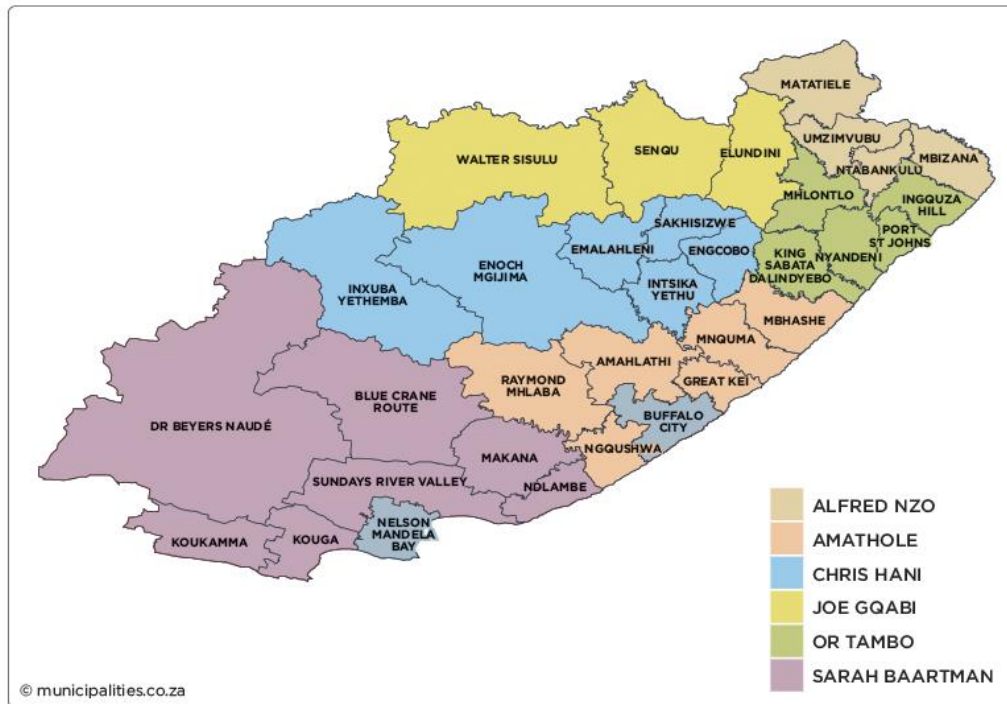 MATATIELE
UMZIMVUBU
MBIZANA
NTABANKULU
WALTER SISULU
SENQU
ELUNDINI
MHLONTLO
INGQUZA
HILL
PORT
ST JOHNS
NYANDENI
KING
SABATA
DALINDYEBO
SAKHISIZWE
EMALAHLENI
ENGCOBO
ENOCH
MGIJIMA
INTSIKA
YETHU
INXUBA
YETHEMBA
MBHASHE
MNQUMA
AMAHLATHI
GREAT KEI
RAYMOND
MHLABA
BUFFALO
CITY
NGQUSHWA
BLUE CRANE
ROUTE
DR BEYERS NAUDÉ
MAKANA
SUNDAYS RIVER VALLEY
NDLAMBE
NELSON
MANDELA
BAY
KOUGA
KOUKAMMA
ALFRED NZO
AMATHOLE
CHRIS HANI
JOE GQABI
OR TAMBO
SARAH BAARTMAN
© municipalities.co.za